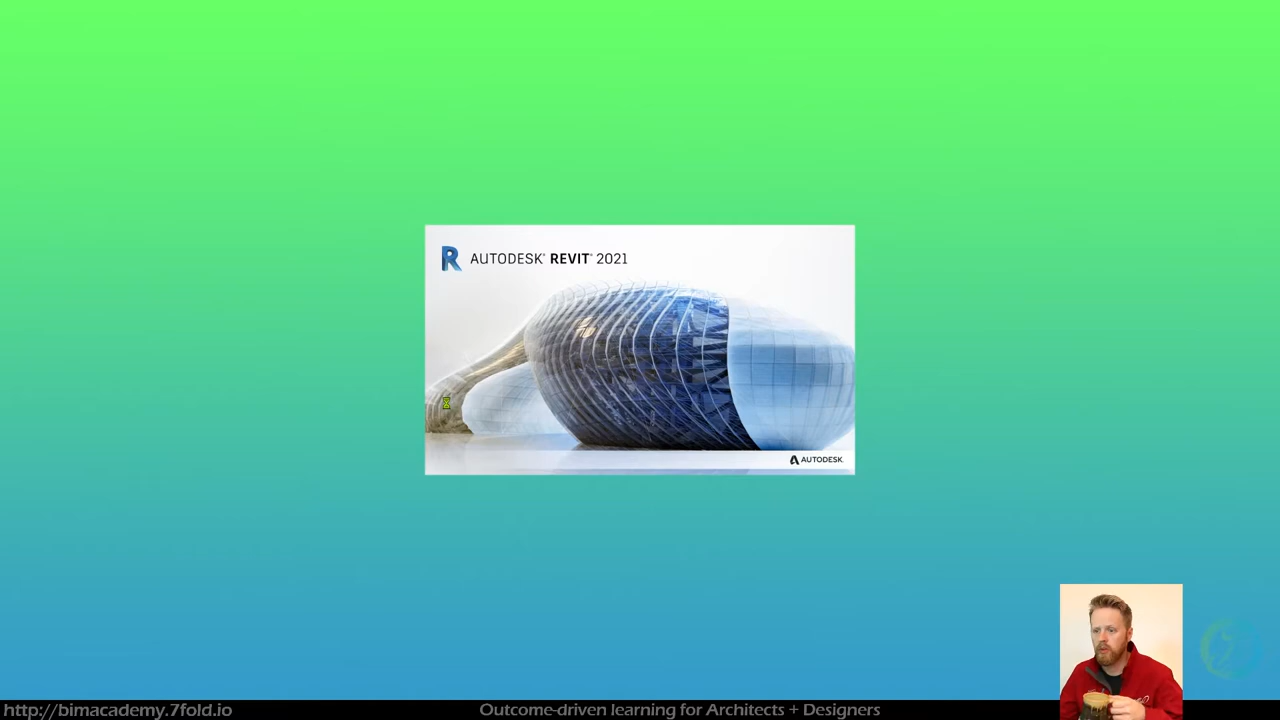 AUTODESK® REVIT® 2021
AUTODESK.
http://bimacademy.7fold.io
Outcome-driven learning for Architects + Designers